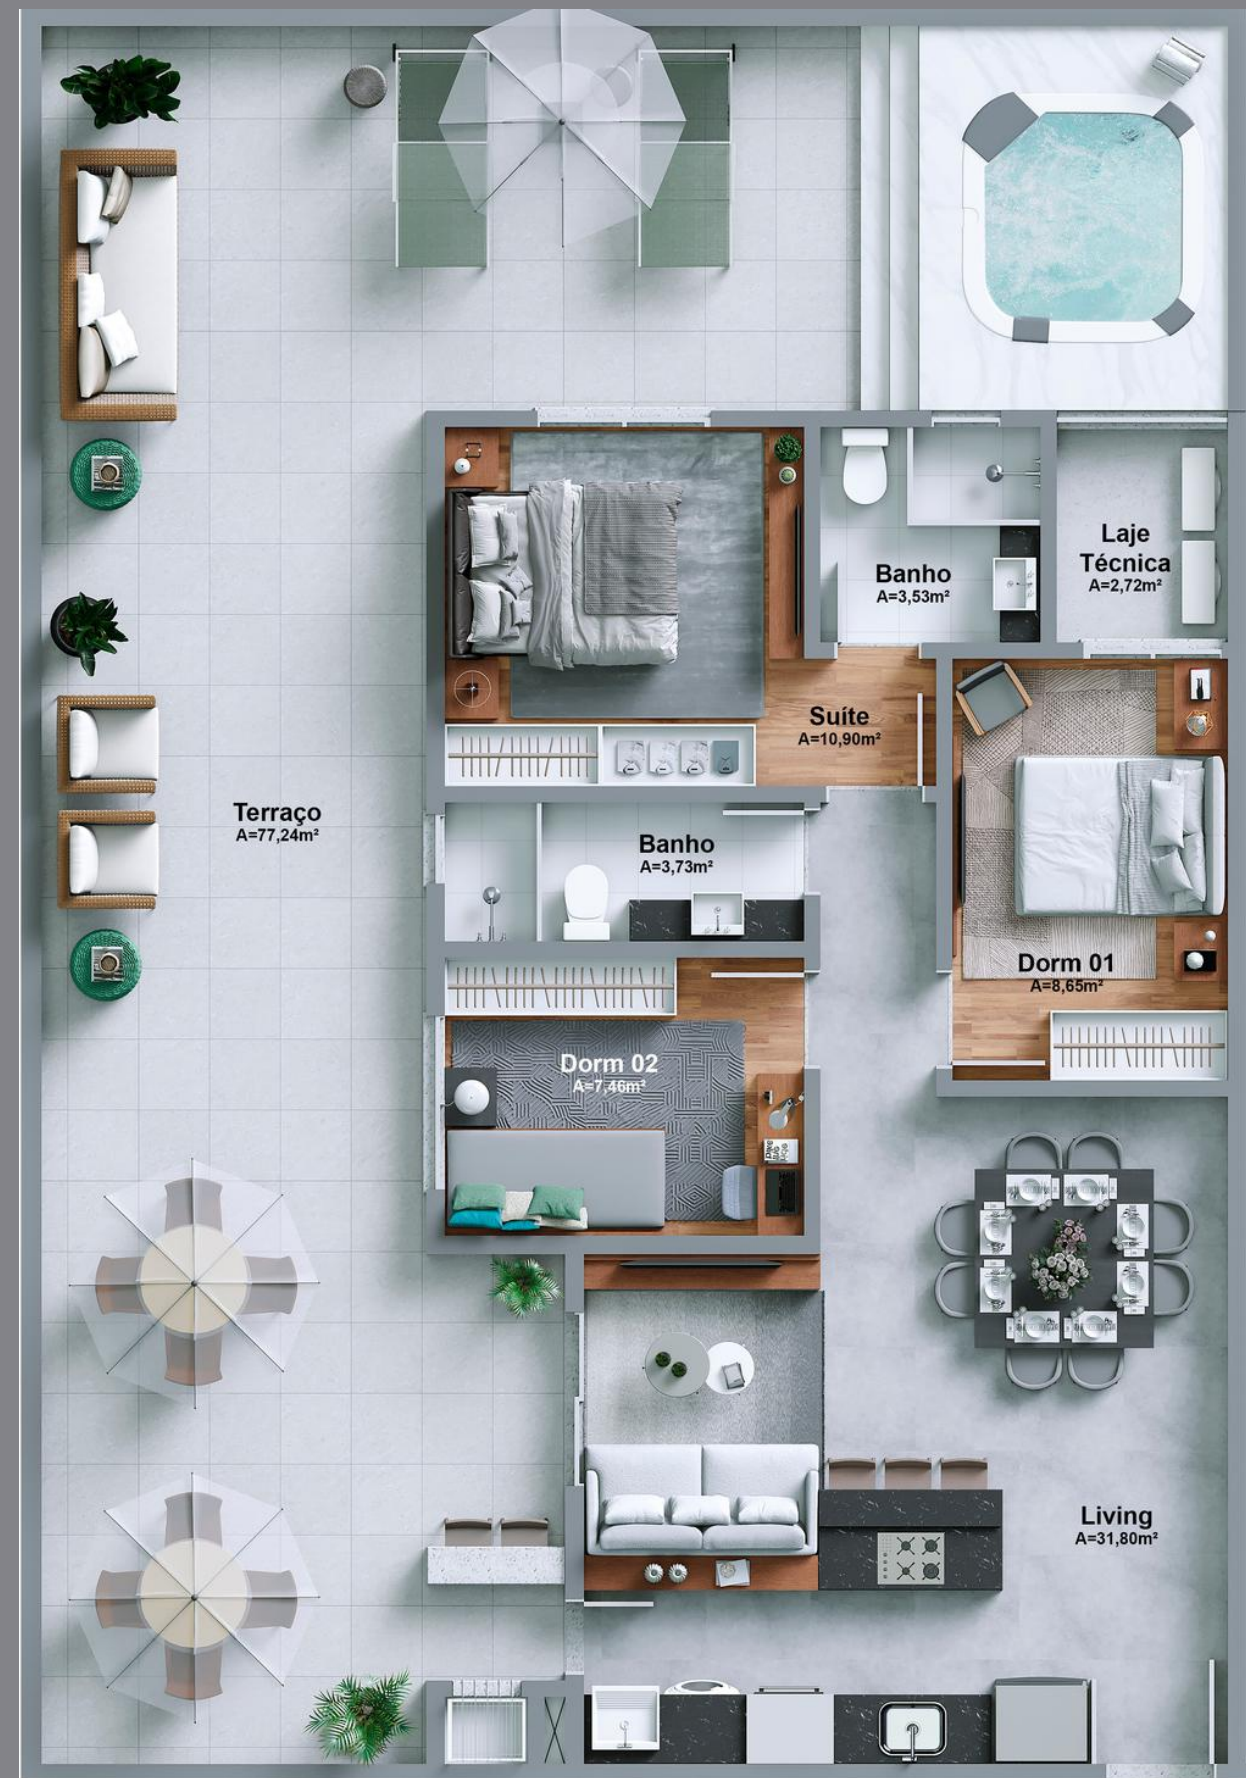 Laje
Técnica
A=2,72m²
Banho
A=3,53m²
Suíte
A=10,90m²
Terraço
A=77,24m²
Banho
A=3,73m²
Dorm 01
A=8,65m²
Dorm 02
A=7,46m²
Living
A=31,80m²